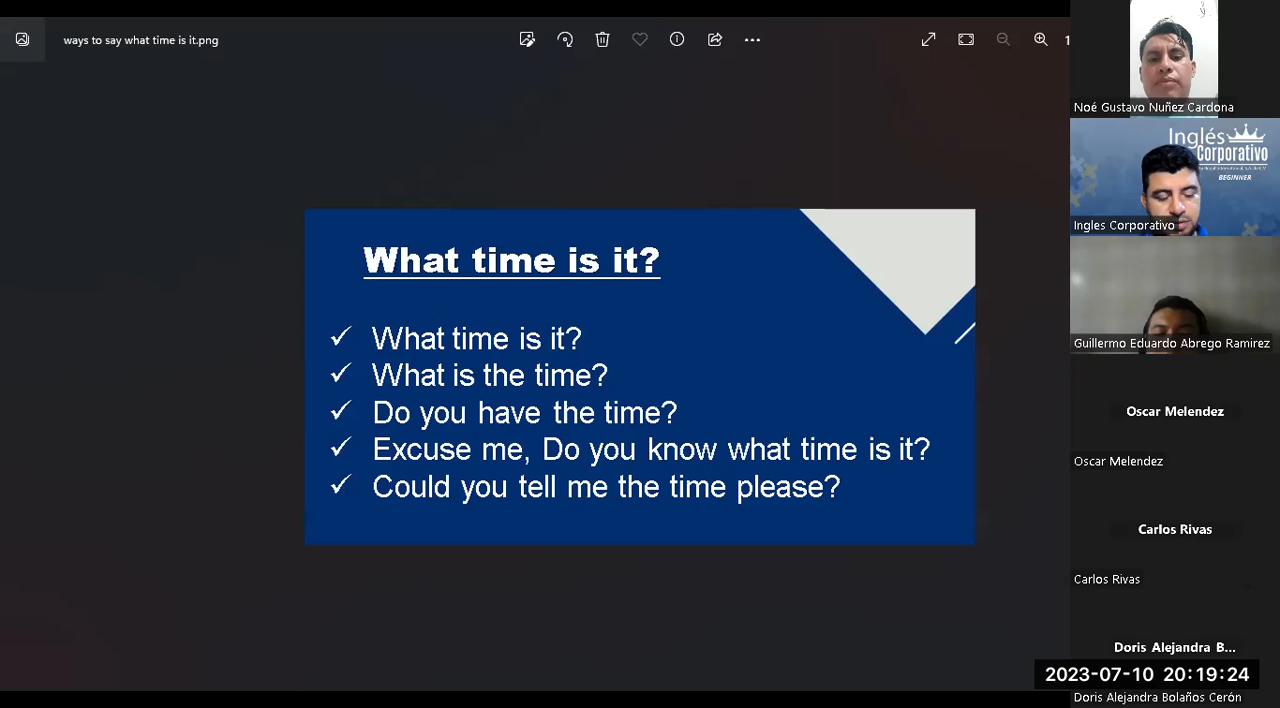 ways to say what time is it.png
1
What time is it?
✓ What time is it?
✓ What is the time?
✓ Do you have the time?
✓ Excuse me, Do you know what time is it?
✓ Could you tell me the time please?
Noé Gustavo Nuñez Cardona
Inglés
Corporativo
BEGINNER
Ingles Corporativo
Guillermo Eduardo Abrego Ramirez
Oscar Melendez
Oscar Melendez
Carlos Rivas
Carlos Rivas
Doris Alejandra B...
2023-07-10 20:19:24
Doris Alejandra Bolaños Cerón